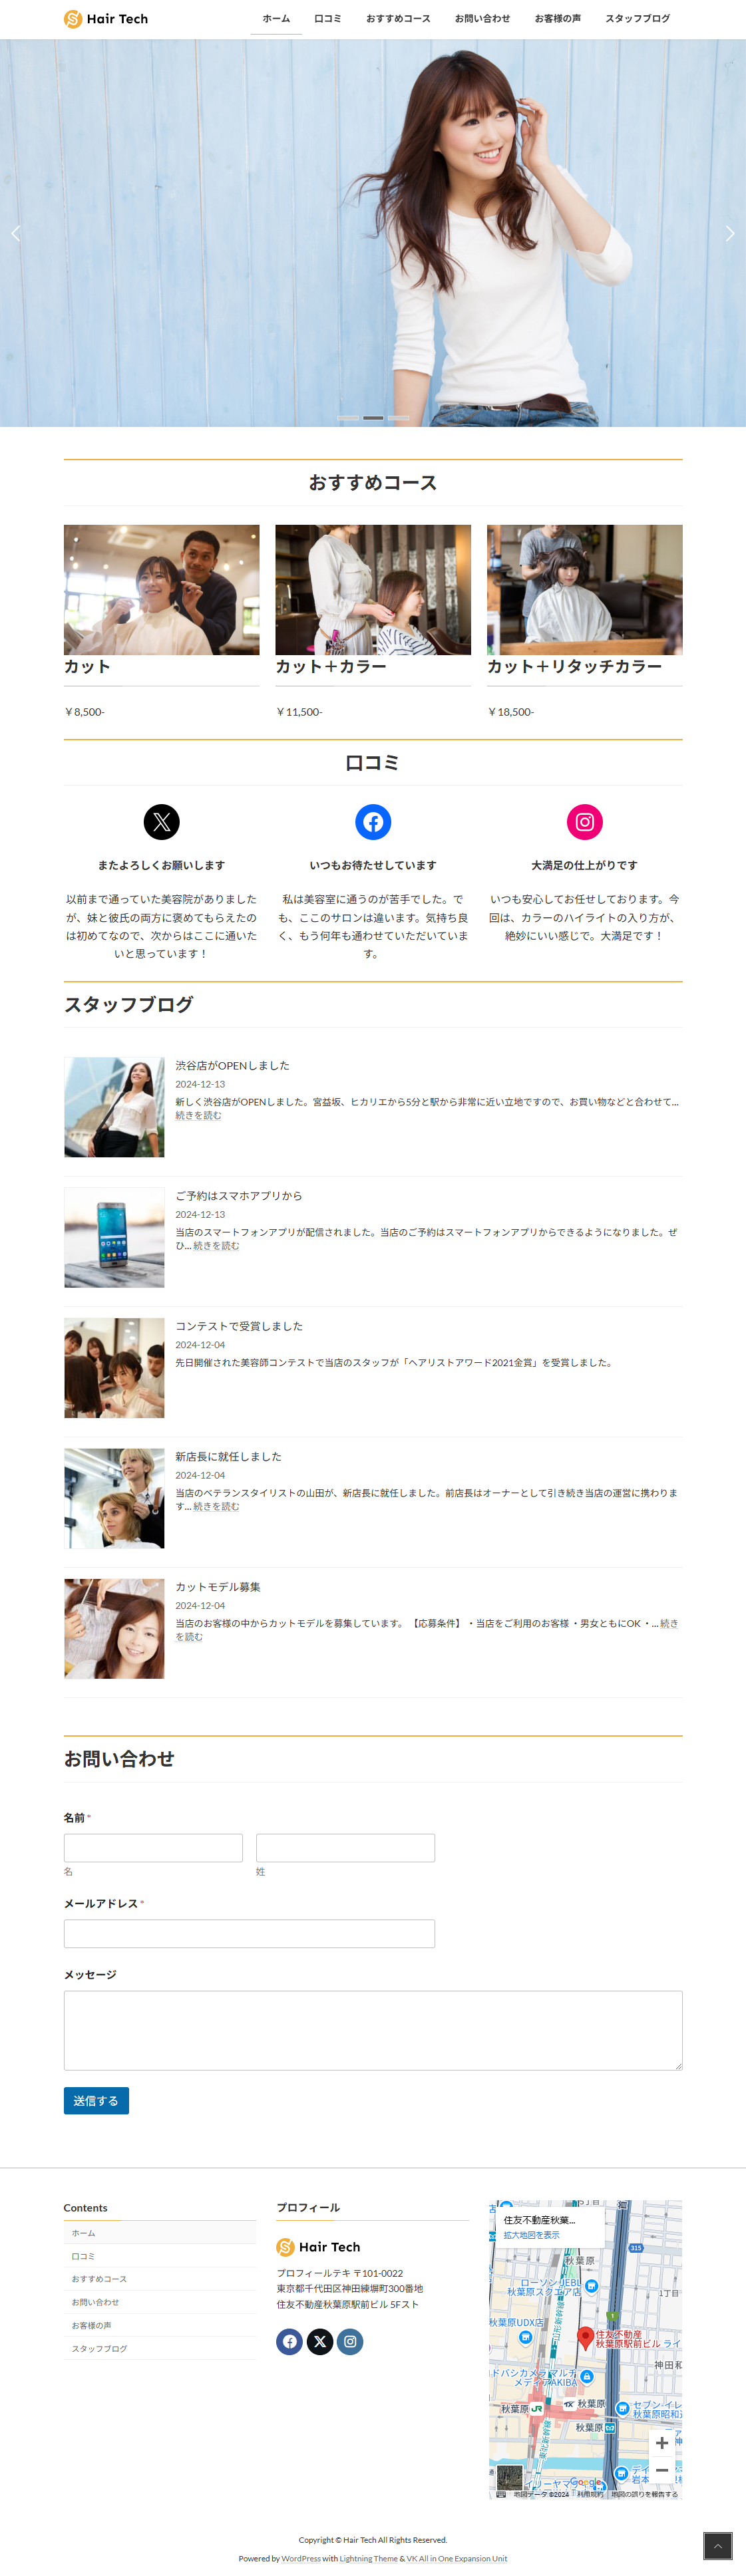 Hair Tech
ホーム
口コミ
おすすめコース
お問い合わせ
お客様の声
スタッフブログ
おすすめコース
カット
￥8,500-
カット＋カラー
￥11,500-
カット＋リタッチカラー
￥18,500-
口コミ
またよろしくお願いします
以前まで通っていた美容院がありました
が、妹と彼氏の両方に褒めてもらえたの
は初めてなので、次からはここに通いた
いと思っています！
いつもお待たせしています
私は美容室に通うのが苦手でした。で
も、ここのサロンは違います。気持ち良
く、もう何年も通わせていただいていま
す。
大満足の仕上がりです
いつも安心してお任せしております。今
回は、カラーのハイライトの入り方が、
絶妙にいい感じで。大満足です！
スタッフブログ
渋谷店がOPENしました
2024-12-13
新しく渋谷店がOPENしました。宮益坂、ヒカリエから5分と駅から非常に近い立地ですので、お買い物などと合わせて...
続きを読む
ご予約はスマホアプリから
2024-12-13
当店のスマートフォンアプリが配信されました。当店のご予約はスマートフォンアプリからできるようになりました。ぜ
ひ... 続きを読む
コンテストで受賞しました
2024-12-04
先日開催された美容師コンテストで当店のスタッフが「ヘアリストアワード2021金賞」を受賞しました。
新店長に就任しました
2024-12-04
当店のベテランスタイリストの山田が、新店長に就任しました。前店長はオーナーとして引き続き当店の運営に携わりま
す... 続きを読む
カットモデル募集
2024-12-04
当店のお客様の中からカットモデルを募集しています。 【応募条件】 ・当店をご利用のお客様 ・男女ともにOK ・... 続き
を読む
お問い合わせ
名前 *
名
姓
メールアドレス *
メッセージ
送信する
Contents
ホーム
口コミ
おすすめコース
お問い合わせ
お客様の声
スタッフブログ
プロフィール
Hair Tech
プロフィールテキ 〒101-0022
東京都千代田区神田練塀町300番地
住友不動産秋葉原駅前ビル 5Fスト
住友不動産秋葉...
拡大地図を表示
315
秋葉原
1丁目
ローソン JEBL
秋葉原スクエア店
1
秋葉原UDX店
住友不動産
秋葉原駅前ビル ライ
神田和
ドバシカメラ マルチ
メディアAKIBA
秋葉原
JR
TX
秋葉原
秋葉原
セブン-イレ
秋葉原昭和通
イリーヤマ
Google
地図データ ©2024
利用規約
地図の誤りを報告する
Copyright © Hair Tech All Rights Reserved.
Powered by WordPress with Lightning Theme & VK All in One Expansion Unit